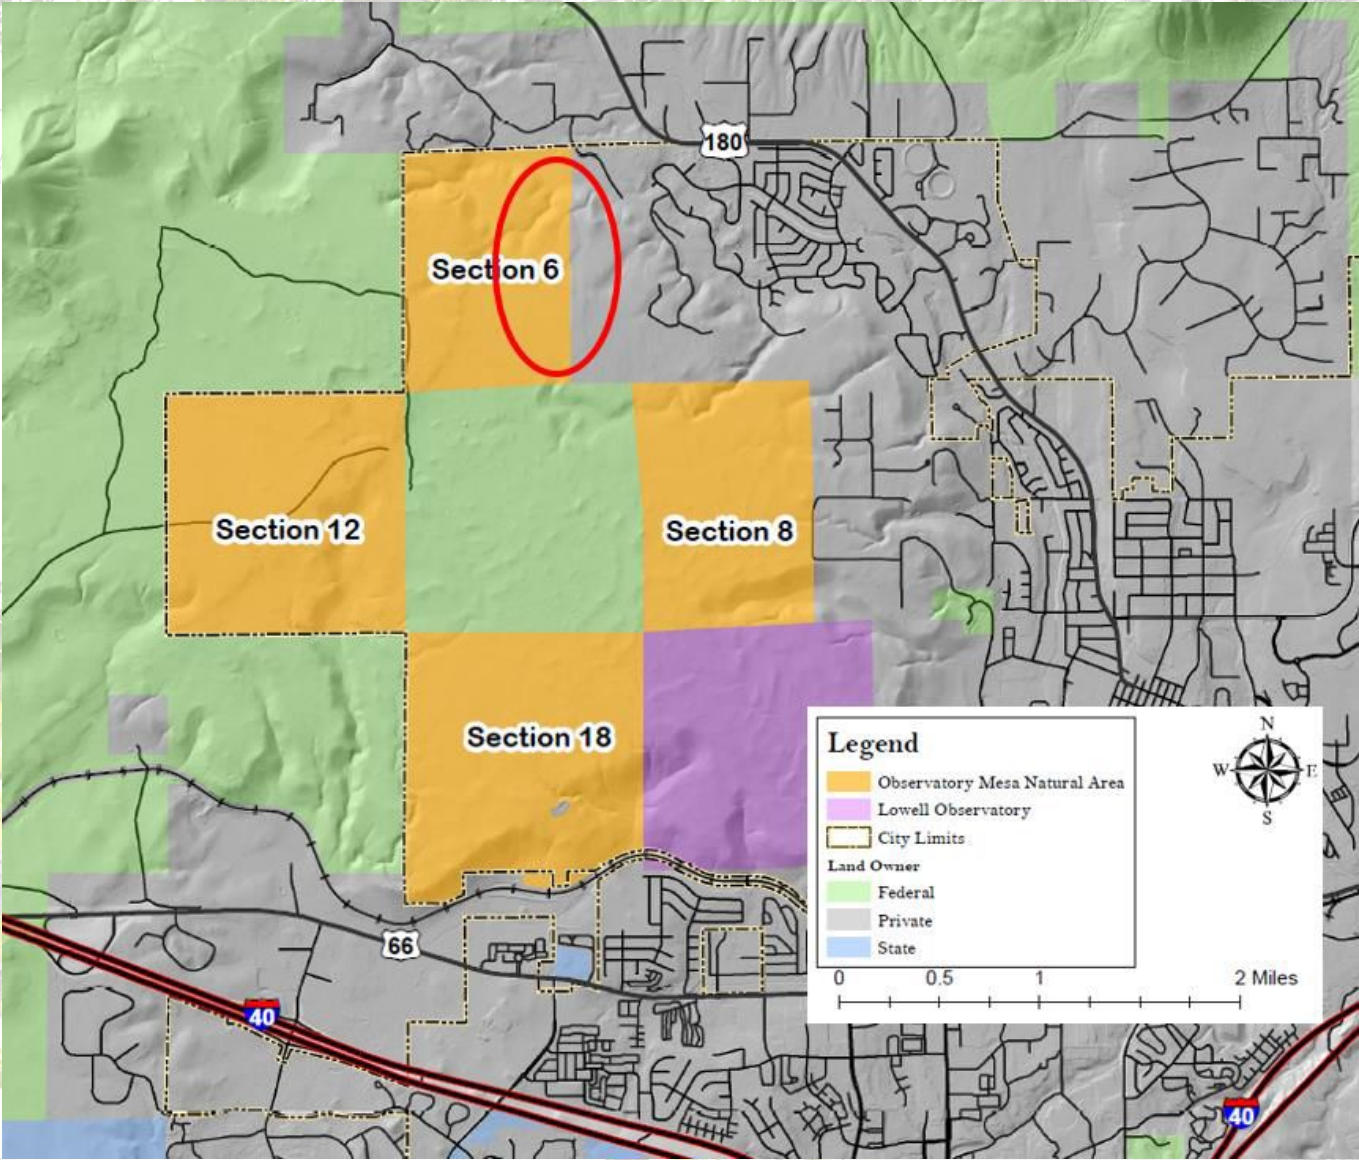 180
Section 6
Section 12
Section 8
Section 18
Legend
Observatory Mesa Natural Area
Lowell Observatory
City Limits
Land Owner
Federal
Private
State
N
W E
S
0 0.5 1 2 Miles
66
40
40